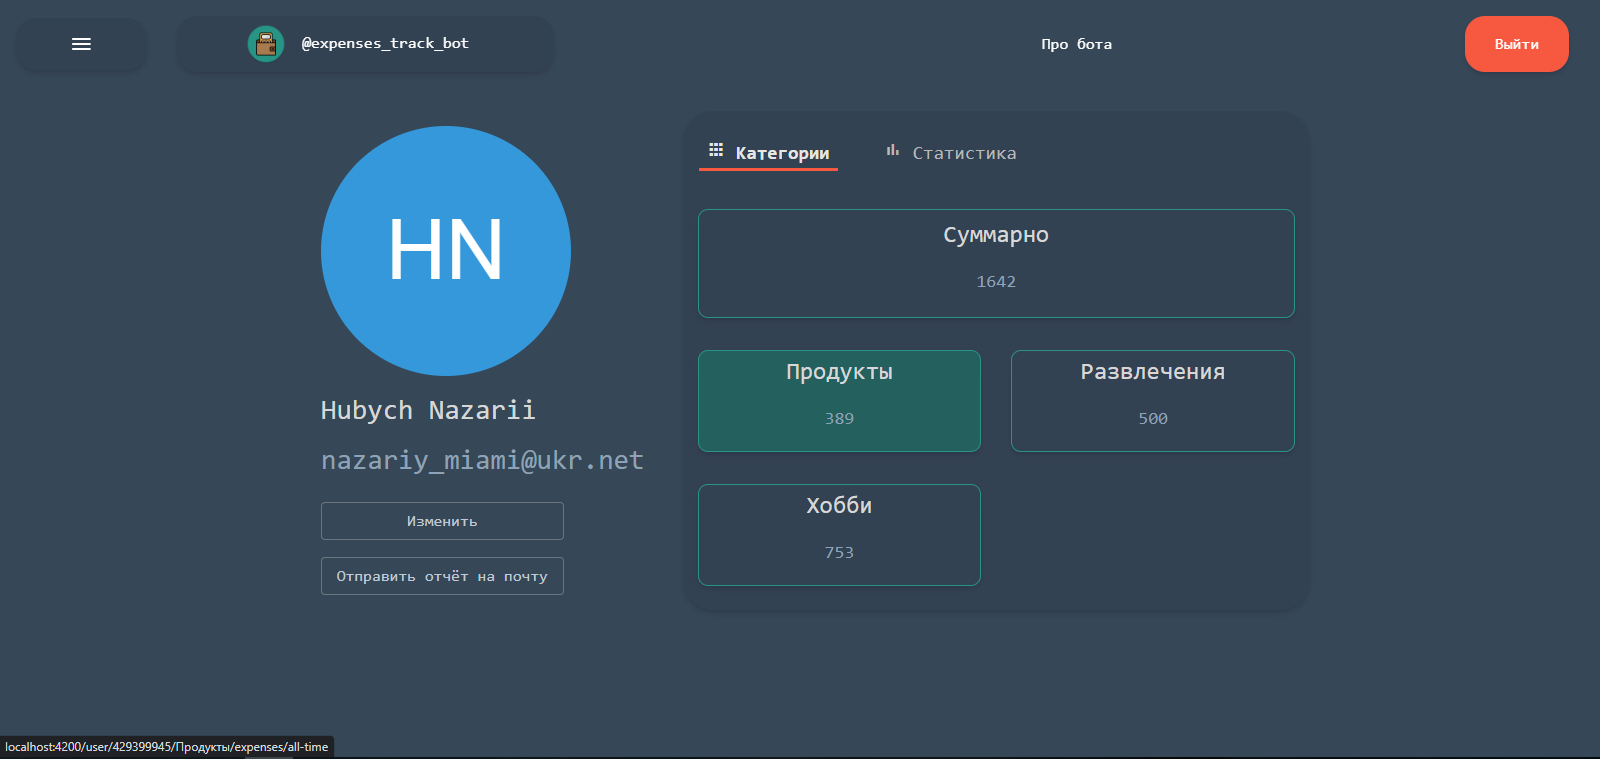 @expenses_track_bot
Про бота
Выйти
HN
Hubych Nazarii
nazariy_miami@ukr.net
Изменить
Отправить отчёт на почту
Категории
Статистика
Суммарно
1642
Продукты
389
Развлечения
500
Хобби
753
localhost:4200/user/429399945/Продукты/expenses/all-time